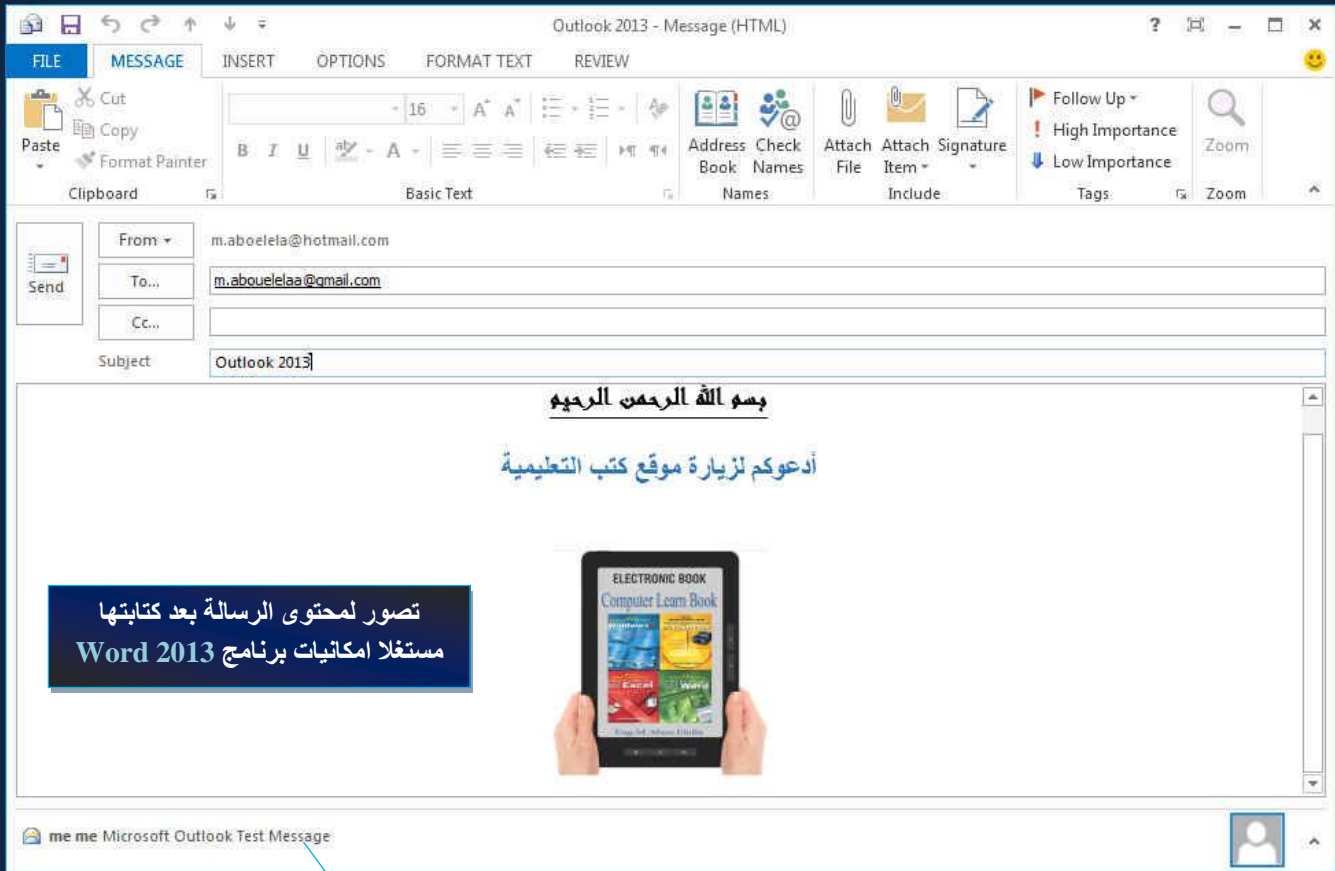 Outlook 2013 - Message (HTML)
FILE MESSAGE INSERT OPTIONS FORMAT TEXT REVIEW
Paste
Cut
Copy
Format Painter
Clipboard
16
B I U
Basic Text
Address Book
Check Names
Names
Attach File
Attach Item
Signature
Include
Follow Up
High Importance
Low Importance
Tags
Zoom
Zoom
Send
From m.aboelela@hotmail.com
To... m.abouelelaa@gmail.com
Cc...
Subject Outlook 2013
بسم الله الرحمن الرحيم
أدعوكم لزيارة موقع كتب التعليمية
ELECTRONIC BOOK
Computer Learn Book
Excel
Word
تصور لمحتوى الرسالة بعد كتابتها
مستغلا امكانيات برنامج Word 2013
me me Microsoft Outlook Test Message